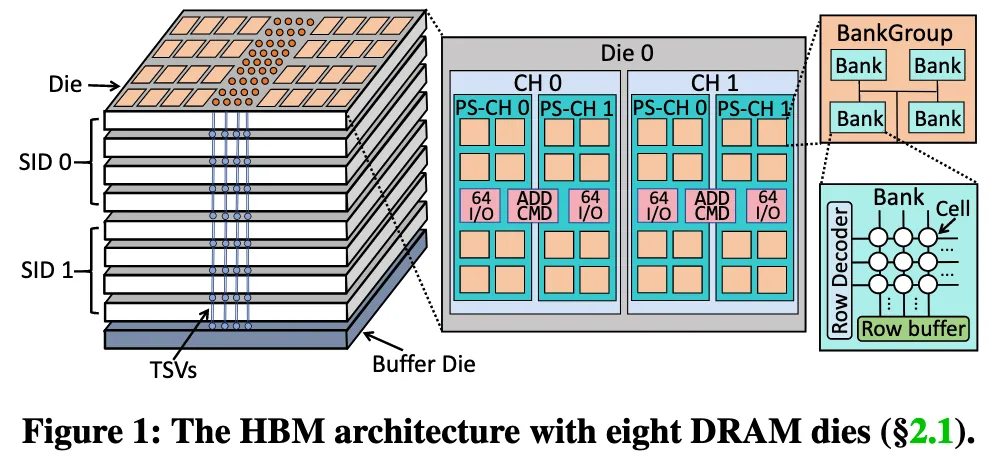 Die
SID 0
SID 1
TSVs
Buffer Die
Die 0
CH 0
CH 1
PS-CH 0
PS-CH 1
PS-CH 0
PS-CH 1
64
I/O
ADD
CMD
64
I/O
64
I/O
ADD
CMD
64
I/O
BankGroup
Bank
Bank
Bank
Bank
Bank
Cell
Row Decoder
...
...
...
...
Row buffer
Figure 1: The HBM architecture with eight DRAM dies (§2.1).